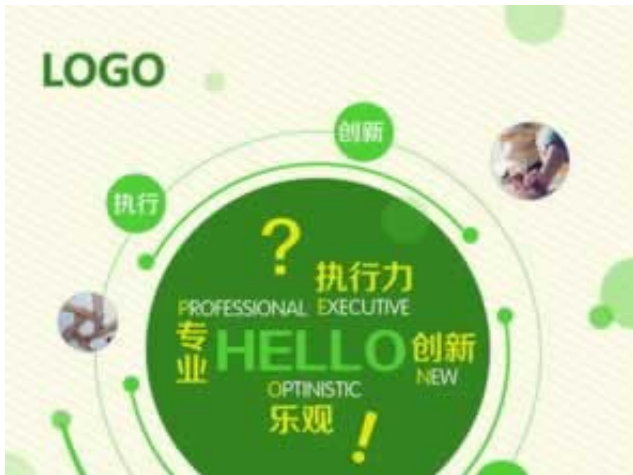 LOGO
创新
执行
?
执行力
PROFESSIONAL EXECUTIVE
专业
HELLO
创新
NEW
OPTINISTIC
乐观
!